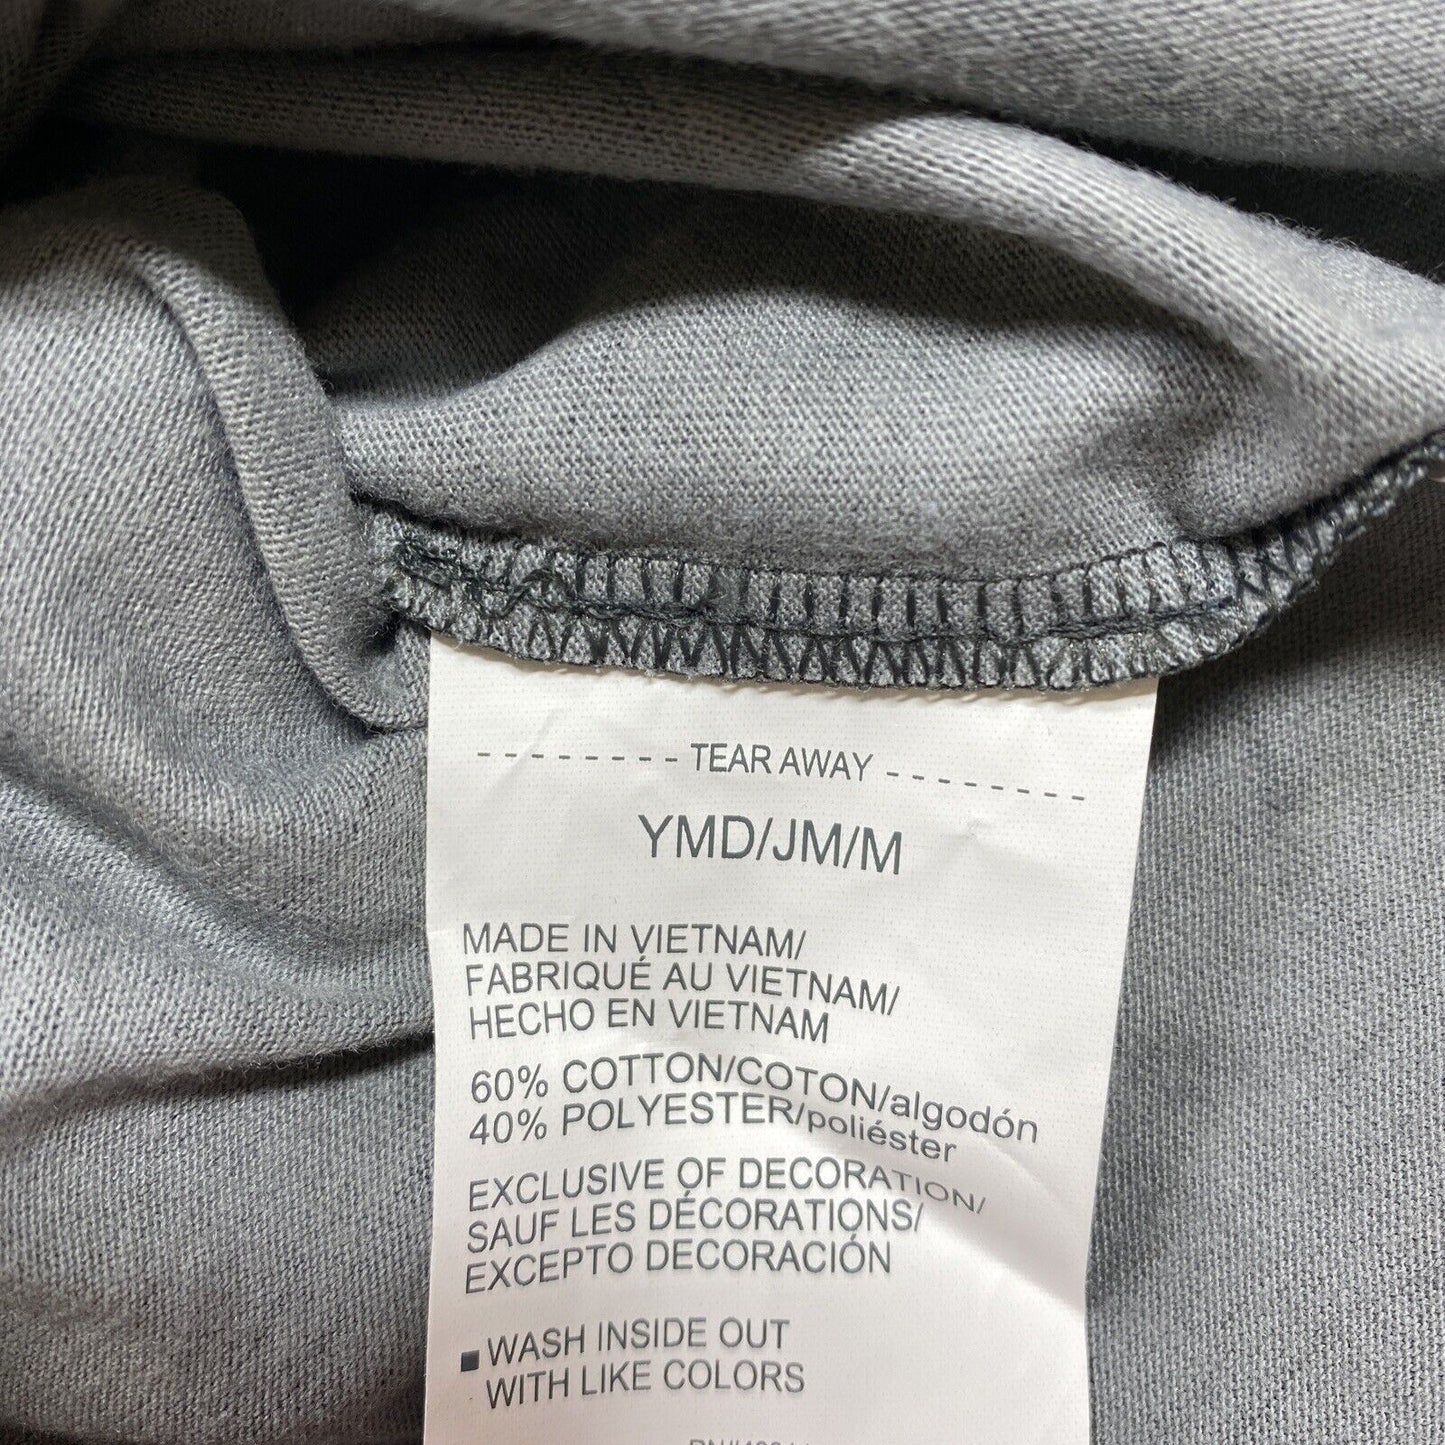 TEAR AWAY
YMD/JM/M
MADE IN VIETNAM/
FABRIQUÉ AU VIETNAM/
HECHO EN VIETNAM
60% COTTON/COTON/algodón
40% POLYESTER/poliéster
EXCLUSIVE OF DECORATION/
SAUF LES DÉCORATIONS/
EXCEPTO DECORACIÓN
WASH INSIDE OUT
WITH LIKE COLORS